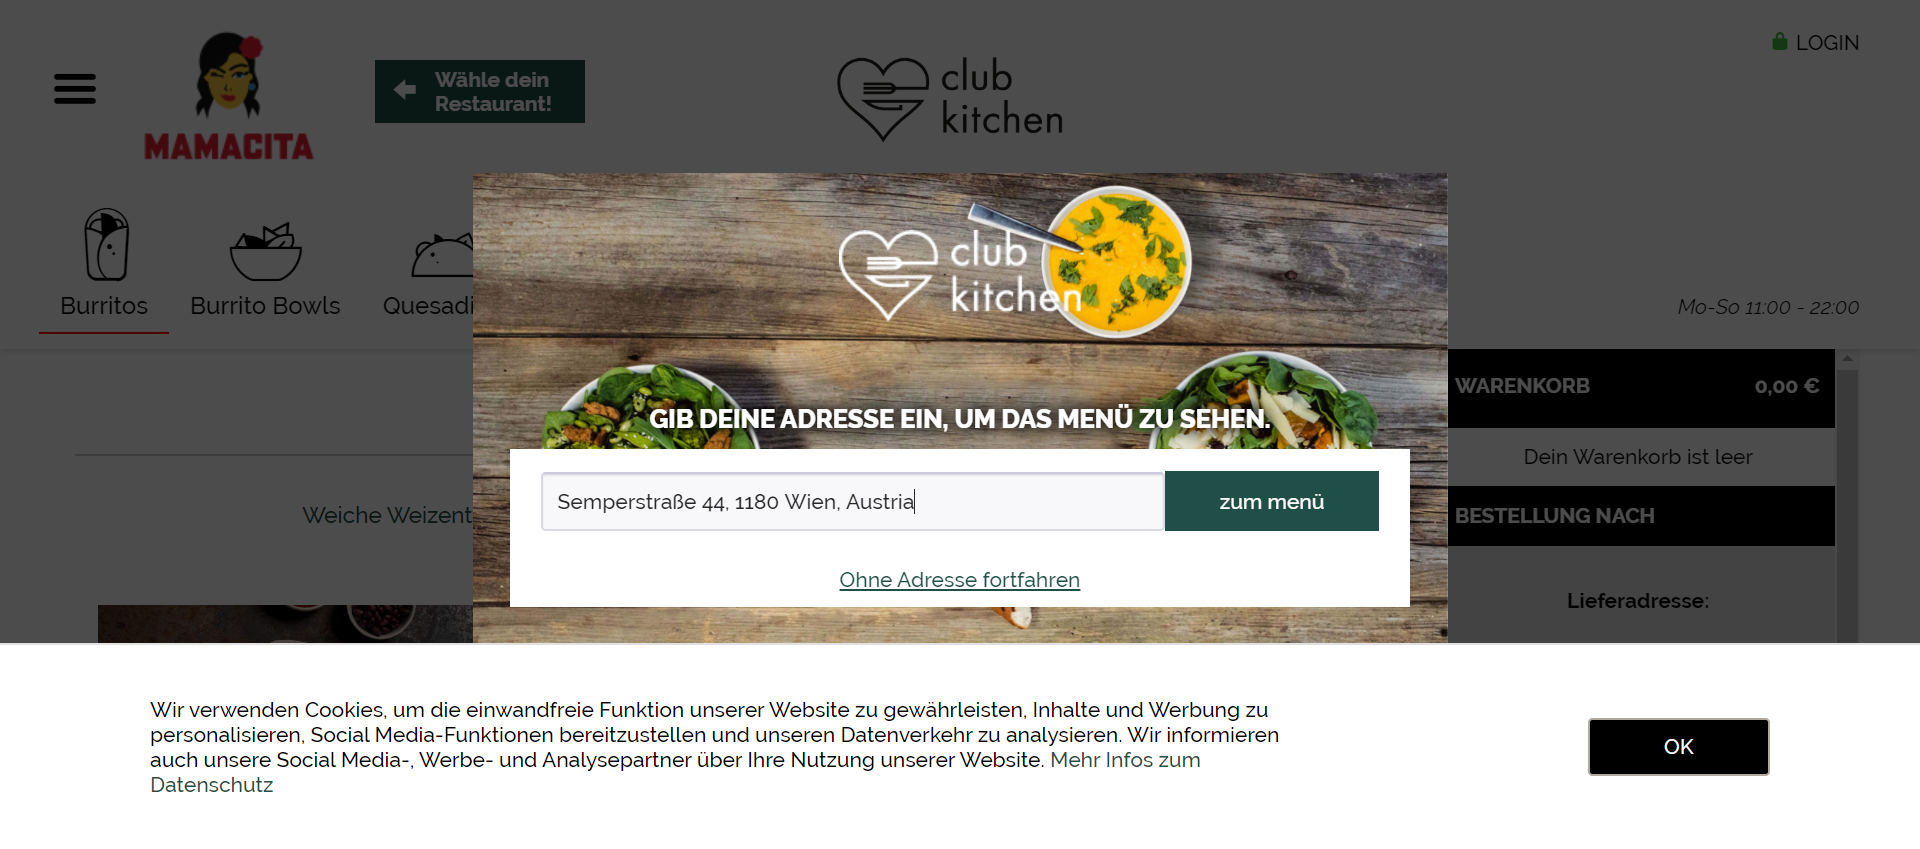 LOGIN
Wähle dein
Restaurant!
club
kitchen
MAMACITA
club
kitchen
Burritos
Burrito Bowls
Quesadi
Mo-So 11:00 - 22:00
WARENKORB
0,00 €
GIB DEINE ADRESSE EIN, UM DAS MENÜ ZU SEHEN.
Dein Warenkorb ist leer
Semperstraße 44, 1180 Wien, Austria
zum menü
Weiche Weizent
BESTELLUNG NACH
Ohne Adresse fortfahren
Lieferadresse:
Wir verwenden Cookies, um die einwandfreie Funktion unserer Website zu gewährleisten, Inhalte und Werbung zu
personalisieren, Social Media-Funktionen bereitzustellen und unseren Datenverkehr zu analysieren. Wir informieren
auch unsere Social Media-, Werbe- und Analysepartner über Ihre Nutzung unserer Website. Mehr Infos zum
Datenschutz
OK